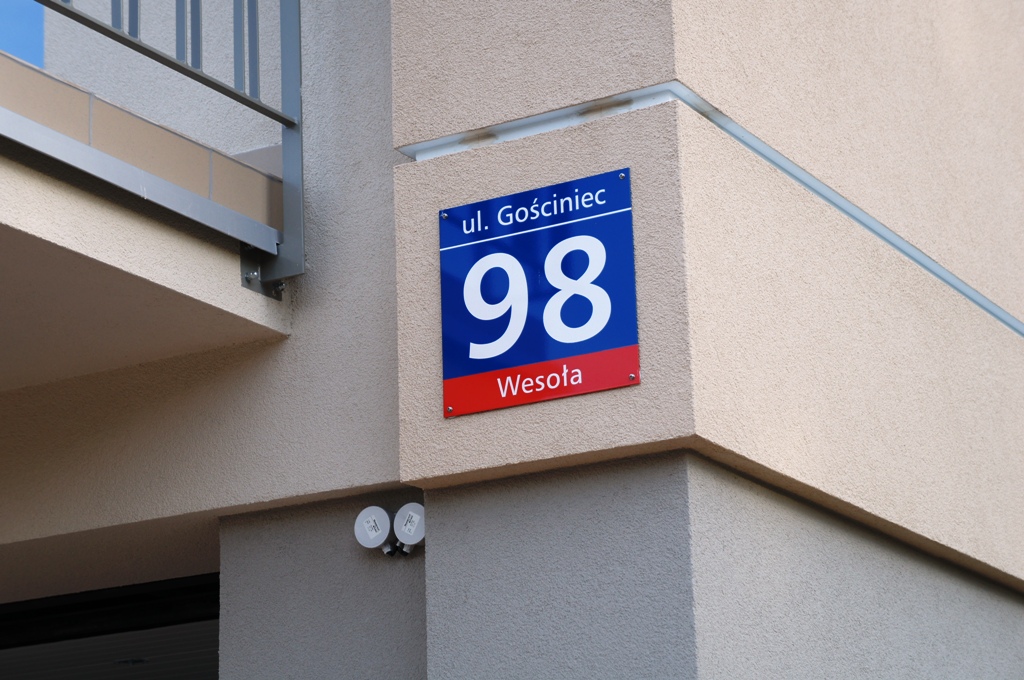 ul. Gościniec
98
Wesoła